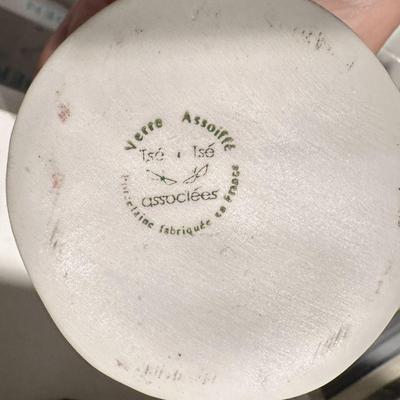 Verre Assoiffé
Tsé & Tsé
associées
Porcelaine fabriquée en France